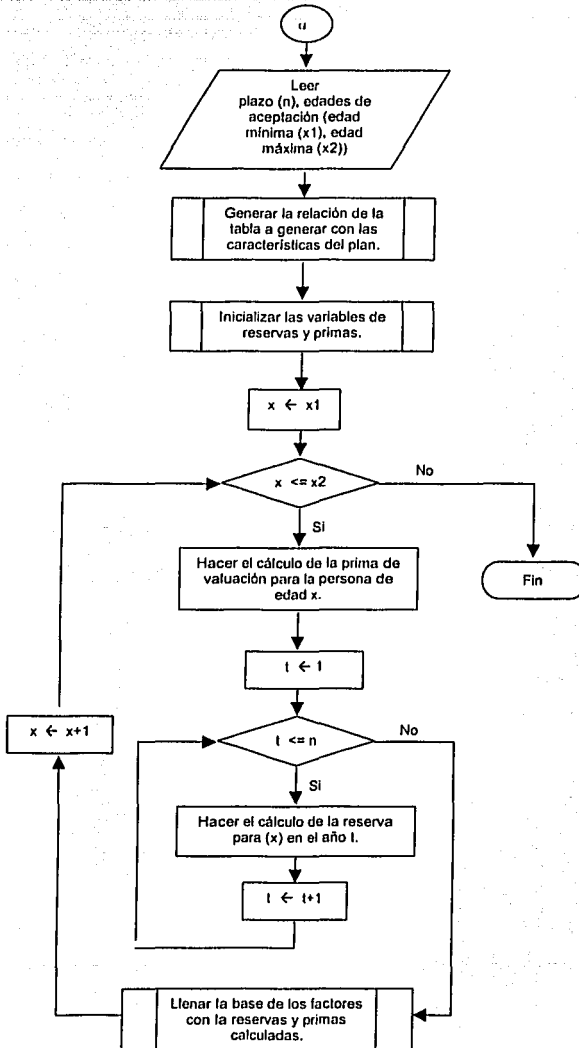 a
Leer
plazo (n), edades de
aceptación (edad
mínima (x1), edad
máxima (x2))
Generar la relación de la
tabla a generar con las
características del plan.
Inicializar las variables de
reservas y primas.
x ← x1
x <= x2
No
Si
Fin
Hacer el cálculo de la prima de
valuación para la persona de
edad x.
t ← 1
x ← x+1
t <= n
No
Si
Hacer el cálculo de la reserva
para (x) en el año t.
t ← t+1
Llenar la base de los factores
con la reservas y primas
calculadas.